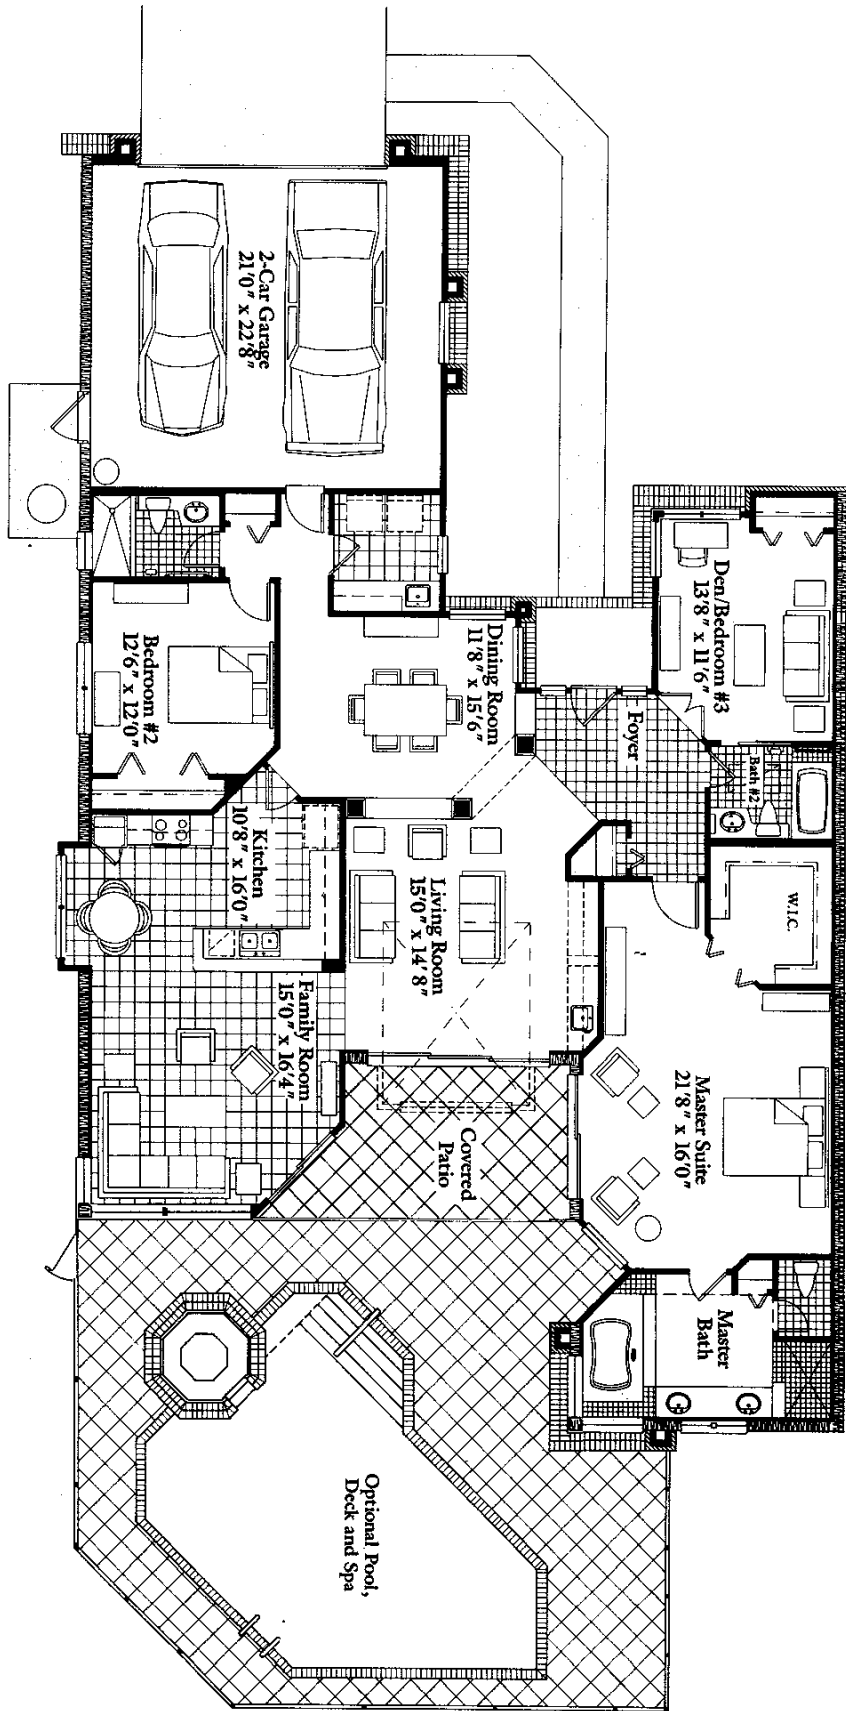 2-Car Garage
21'0" x 22'8"
Den/Bedroom #3
13'8" x 11'6"
Dining Room
11'8" x 15'6"
Bedroom #2
12'6" x 12'0"
Foyer
Bath #2
Kitchen
10'8" x 16'0"
Living Room
15'0" x 14'8"
W.I.C.
Family Room
15'0" x 16'4"
Master Suite
21'8" x 16'0"
Covered
Patio
Master
Bath
Optional Pool,
Deck and Spa